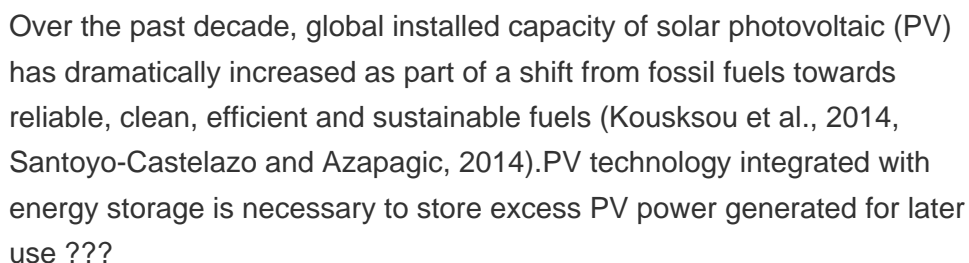 Over the past decade, global installed capacity of solar photovoltaic (PV)
has dramatically increased as part of a shift from fossil fuels towards
reliable, clean, efficient and sustainable fuels (Kousksou et al., 2014,
Santoyo-Castelazo and Azapagic, 2014).PV technology integrated with
energy storage is necessary to store excess PV power generated for later
use ???